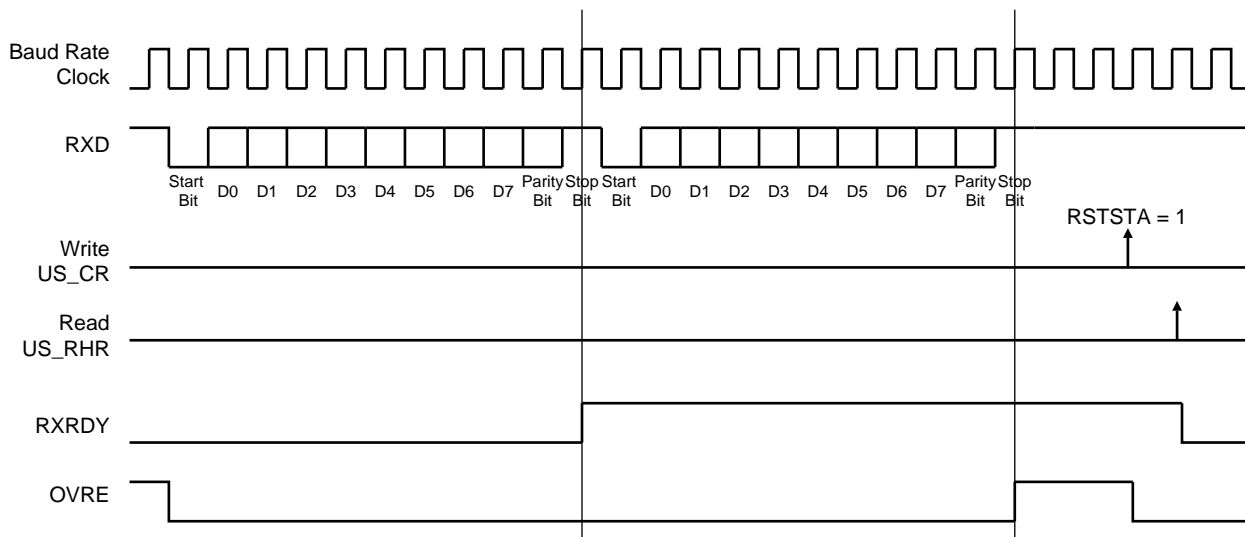 Baud Rate
Clock
RXD
Start
Bit
D0
D1
D2
D3
D4
D5
D6
D7
Parity
Bit
Stop
Bit
Start
Bit
D0
D1
D2
D3
D4
D5
D6
D7
Parity
Bit
Stop
Bit
RSTSTA = 1
Write
US_CR
Read
US_RHR
RXRDY
OVRE